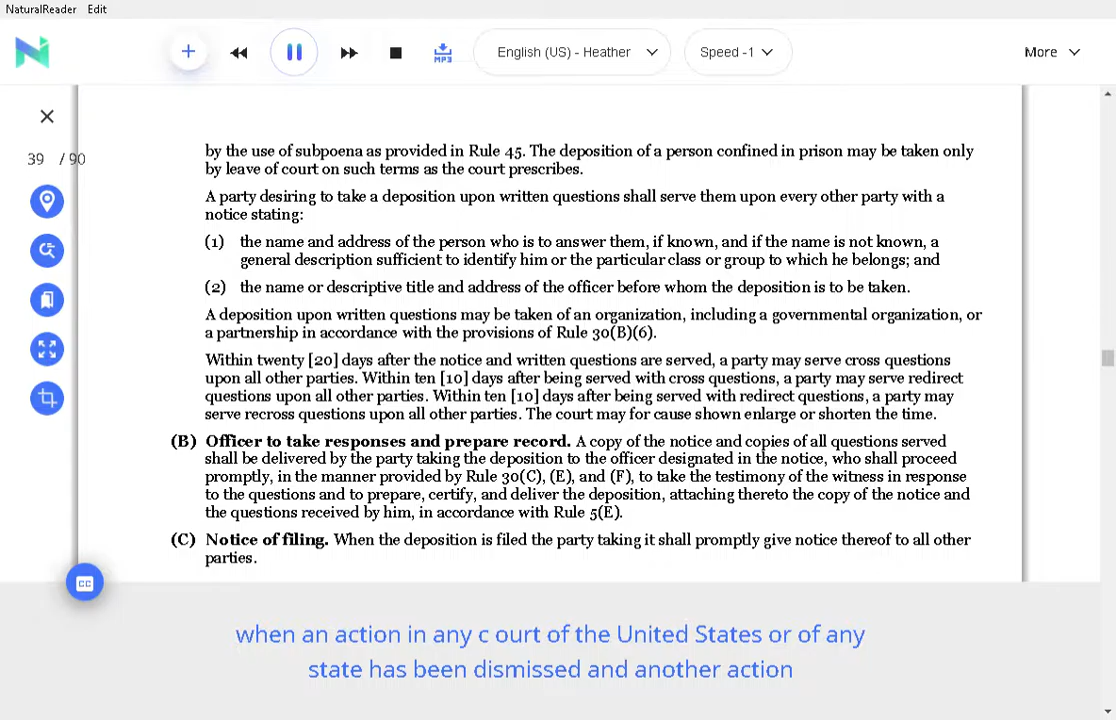 NaturalReader Edit
MP3
English (US) - Heather
Speed -1
More
39 / 90
by the use of subpoena as provided in Rule 45. The deposition of a person confined in prison may be taken only
by leave of court on such terms as the court prescribes.
A party desiring to take a deposition upon written questions shall serve them upon every other party with a
notice stating:
(1) the name and address of the person who is to answer them, if known, and if the name is not known, a
general description sufficient to identify him or the particular class or group to which he belongs; and
(2) the name or descriptive title and address of the officer before whom the deposition is to be taken.
A deposition upon written questions may be taken of an organization, including a governmental organization, or
a partnership in accordance with the provisions of Rule 30(B)(6).
Within twenty [20] days after the notice and written questions are served, a party may serve cross questions
upon all other parties. Within ten [10] days after being served with cross questions, a party may serve redirect
questions upon all other parties. Within ten [10] days after being served with redirect questions, a party may
serve recross questions upon all other parties. The court may for cause shown enlarge or shorten the time.
(B) Officer to take responses and prepare record. A copy of the notice and copies of all questions served
shall be delivered by the party taking the deposition to the officer designated in the notice, who shall proceed
promptly, in the manner provided by Rule 30(C), (E), and (F), to take the testimony of the witness in response
to the questions and to prepare, certify, and deliver the deposition, attaching thereto the copy of the notice and
the questions received by him, in accordance with Rule 5(E).
(C) Notice of filing. When the deposition is filed the party taking it shall promptly give notice thereof to all other
parties.
CC
when an action in any c ourt of the United States or of any
state has been dismissed and another action